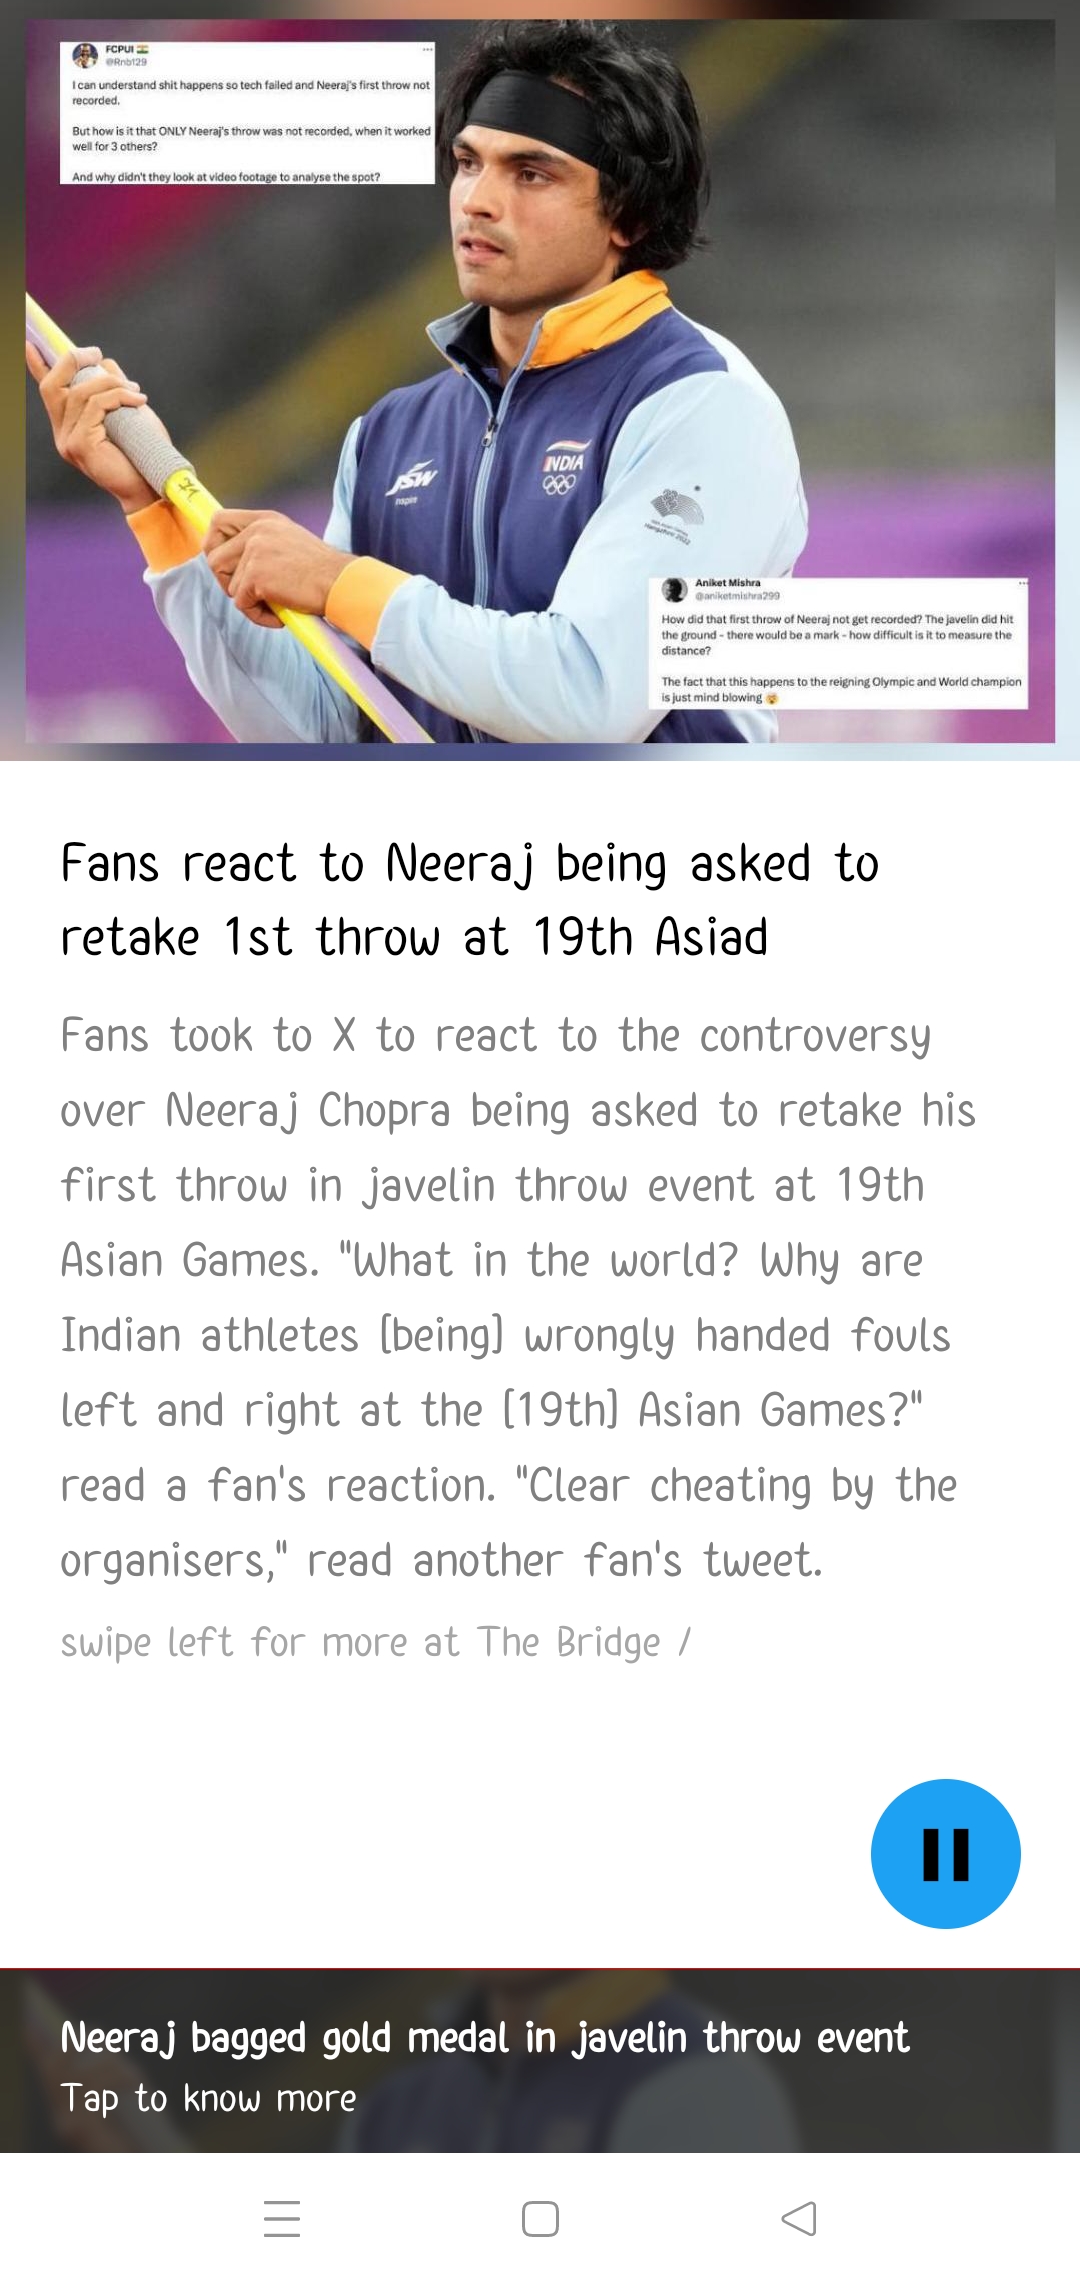 FCPUI
@Rnb129
I can understand shit happens so tech failed and Neeraj's first throw not
recorded.
But how is it that ONLY Neeraj's throw was not recorded, when it worked
well for 3 others?
And why didn't they look at video footage to analyse the spot?
JSW
inspire
INDIA
Hangzhou 2022
Aniket Mishra
@aniketmishra299
How did that first throw of Neeraj not get recorded? The javelin did hit
the ground - there would be a mark - how difficult is it to measure the
distance?
The fact that this happens to the reigning Olympic and World champion
is just mind blowing 🤯
Fans react to Neeraj being asked to
retake 1st throw at 19th Asiad
Fans took to X to react to the controversy
over Neeraj Chopra being asked to retake his
first throw in javelin throw event at 19th
Asian Games. "What in the world? Why are
Indian athletes [being] wrongly handed fouls
left and right at the [19th] Asian Games?"
read a fan's reaction. "Clear cheating by the
organisers," read another fan's tweet.
swipe left for more at The Bridge /
Neeraj bagged gold medal in javelin throw event
Tap to know more